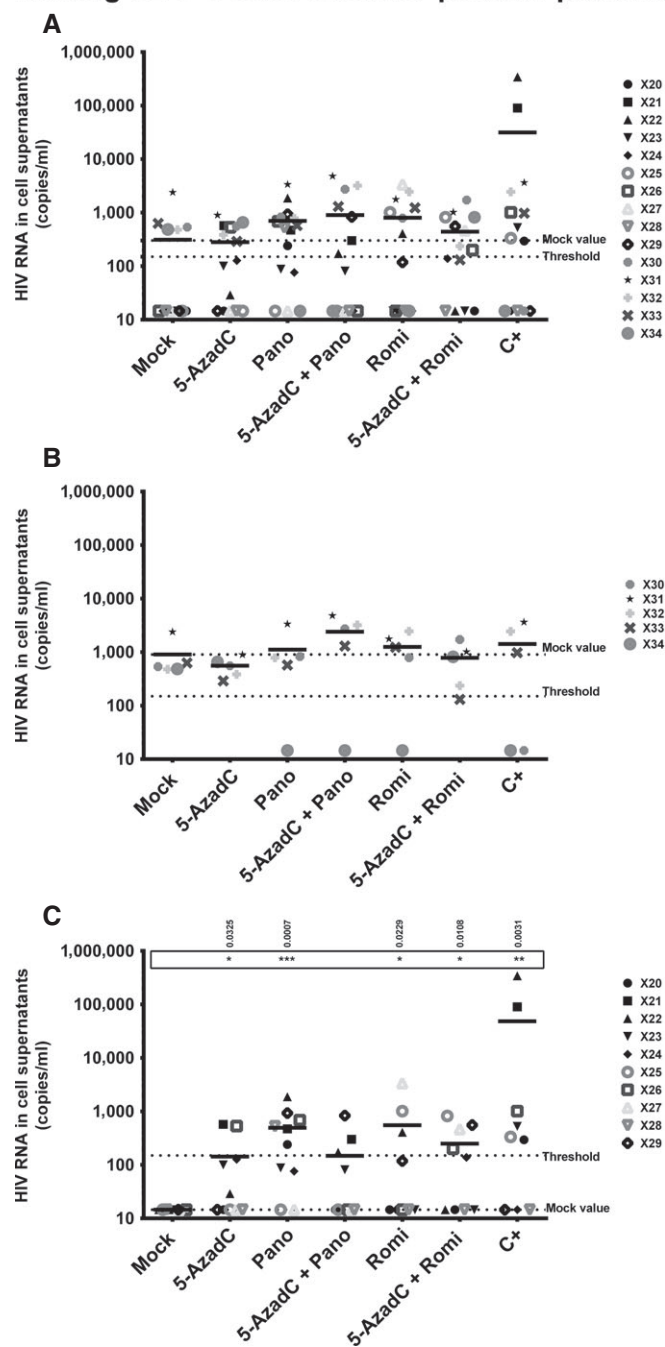 A
HIV RNA in cell supernatants
(copies/ml)
1,000,000
100,000
10,000
1,000
100
10
Mock value
Threshold
Mock
5-AzadC
Pano
5-AzadC + Pano
Romi
5-AzadC + Romi
C+
X20
X21
X22
X23
X24
X25
X26
X27
X28
X29
X30
X31
X32
X33
X34
B
HIV RNA in cell supernatants
(copies/ml)
1,000,000
100,000
10,000
1,000
100
10
Mock value
Threshold
Mock
5-AzadC
Pano
5-AzadC + Pano
Romi
5-AzadC + Romi
C+
X30
X31
X32
X33
X34
C
0.0325
0.0007
0.0229
0.0108
0.0031
*
***
*
*
**
HIV RNA in cell supernatants
(copies/ml)
1,000,000
100,000
10,000
1,000
100
10
Threshold
Mock value
Mock
5-AzadC
Pano
5-AzadC + Pano
Romi
5-AzadC + Romi
C+
X20
X21
X22
X23
X24
X25
X26
X27
X28
X29